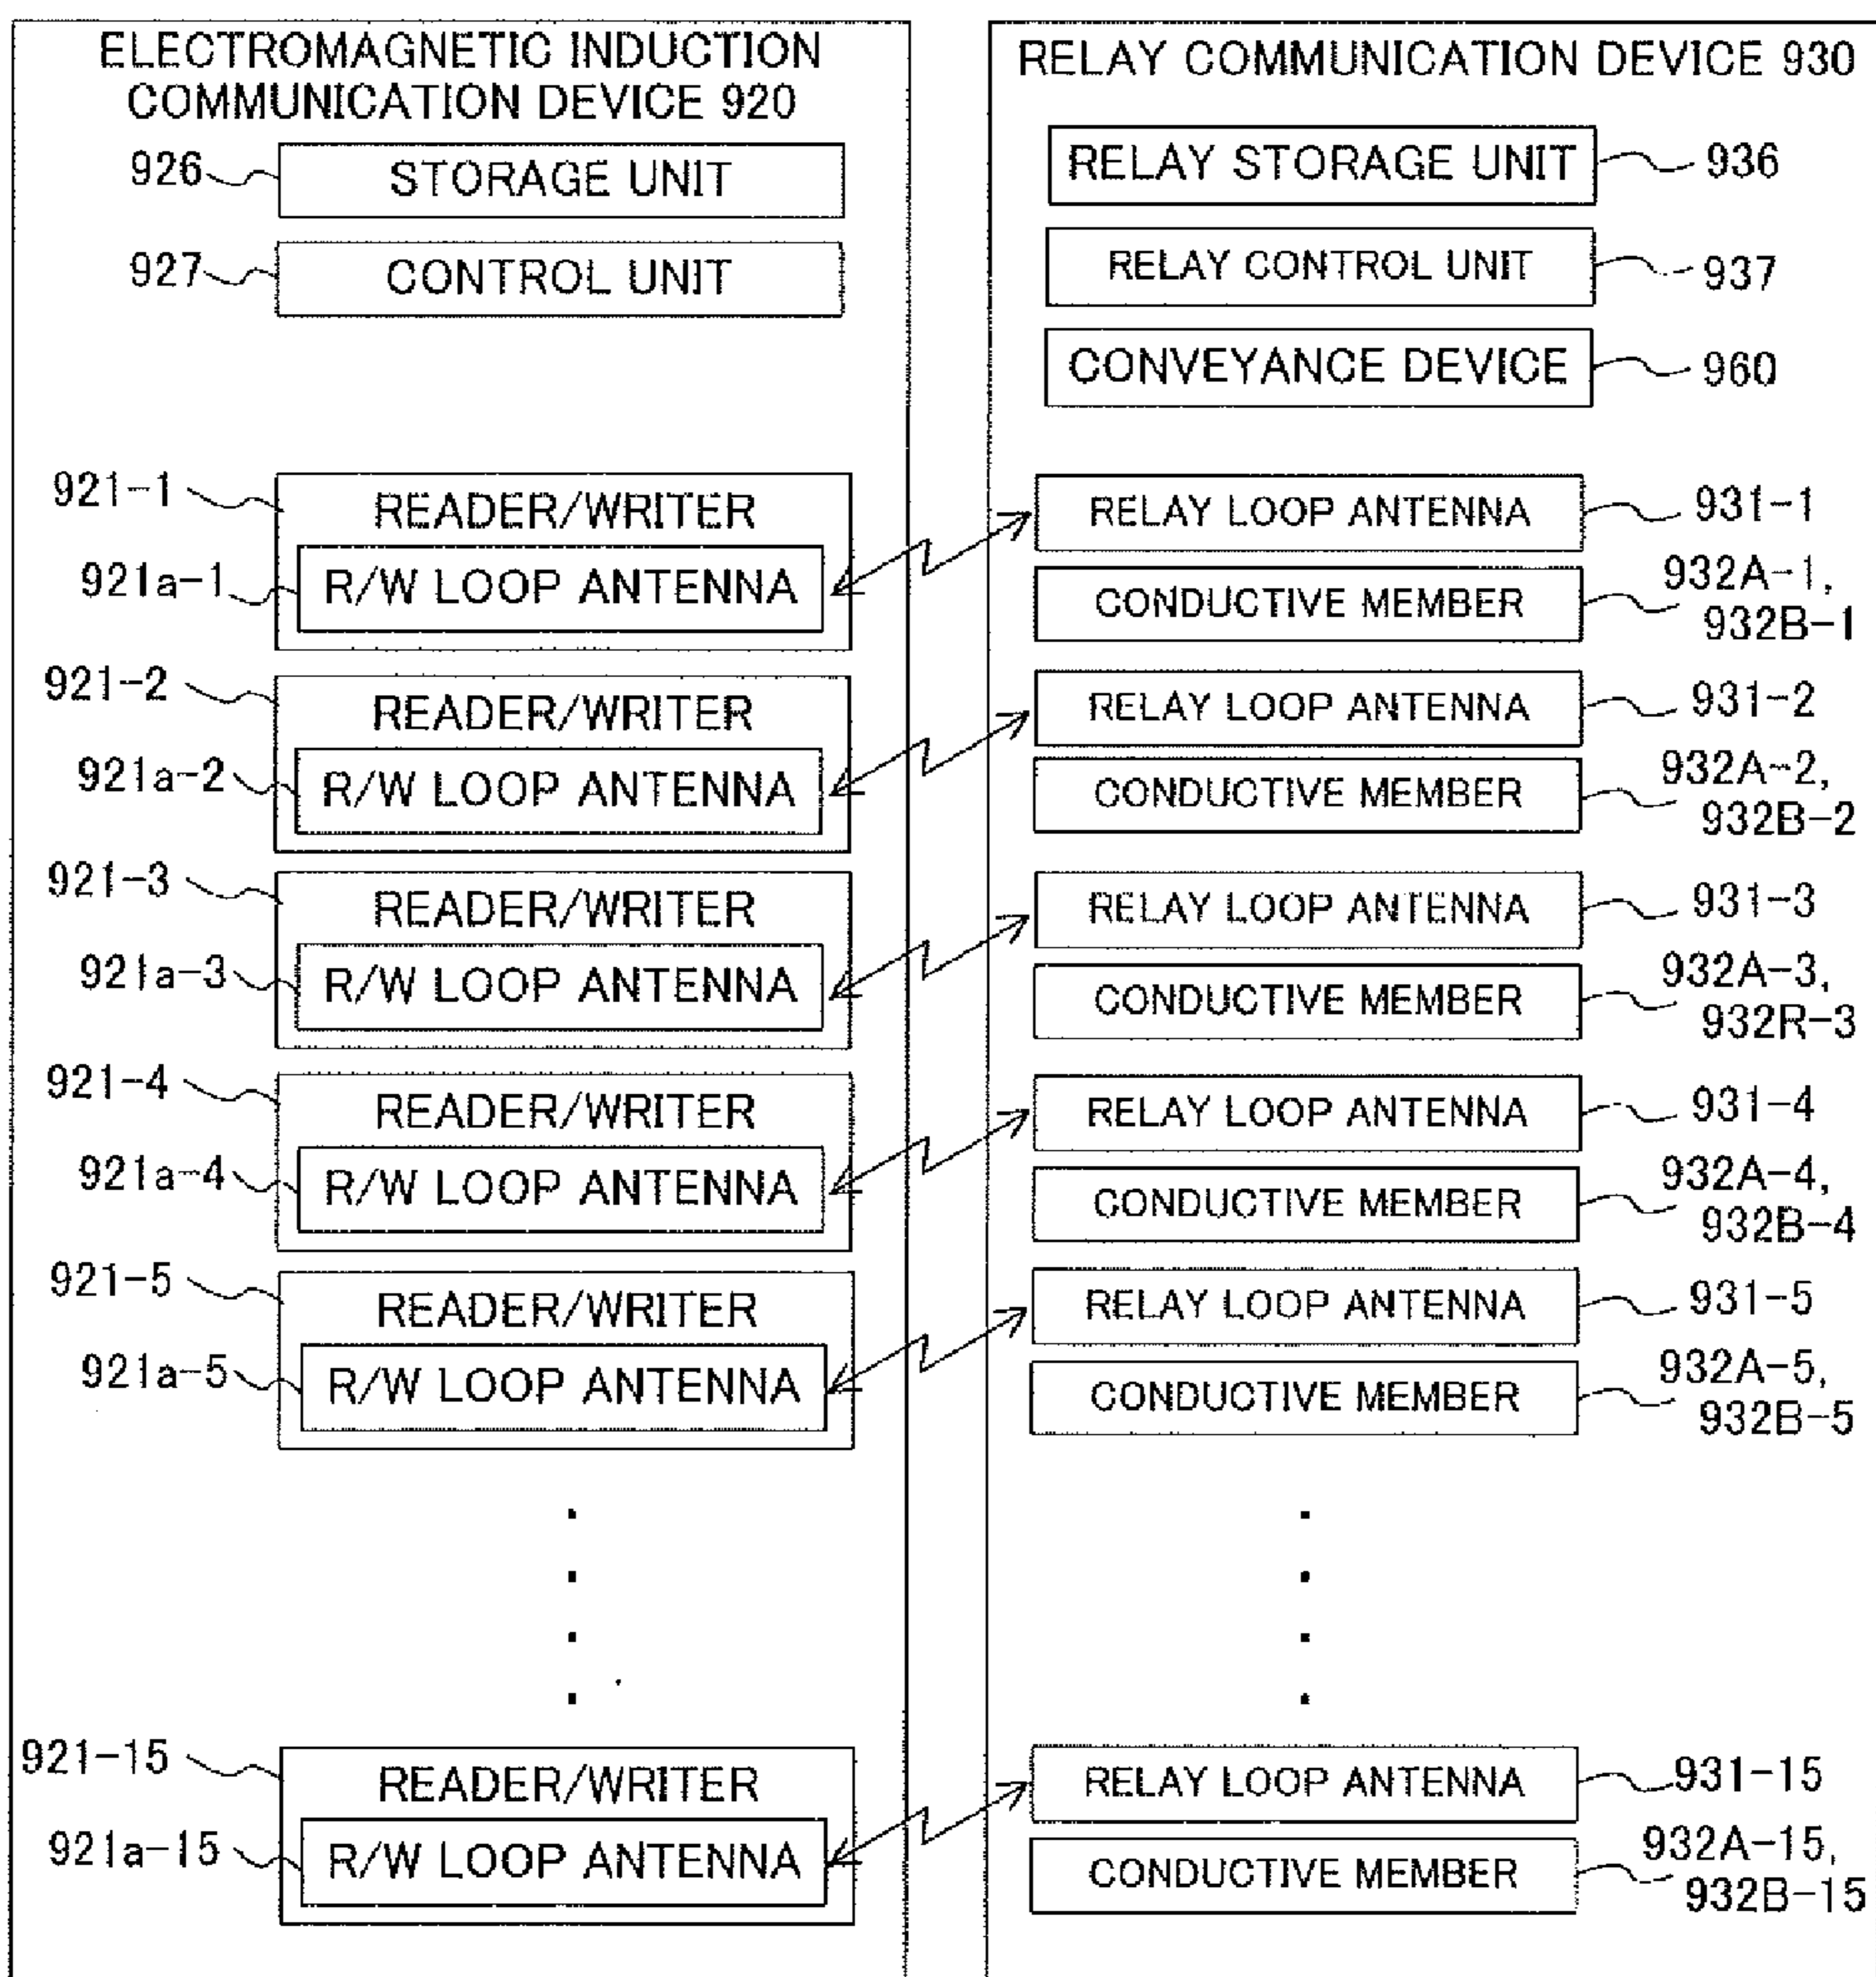 ELECTROMAGNETIC INDUCTION
COMMUNICATION DEVICE 920
926
STORAGE UNIT
927
CONTROL UNIT
921-1
READER/WRITER
921a-1
R/W LOOP ANTENNA
921-2
READER/WRITER
921a-2
R/W LOOP ANTENNA
921-3
READER/WRITER
921a-3
R/W LOOP ANTENNA
921-4
READER/WRITER
921a-4
R/W LOOP ANTENNA
921-5
READER/WRITER
921a-5
R/W LOOP ANTENNA
921-15
READER/WRITER
921a-15
R/W LOOP ANTENNA
RELAY COMMUNICATION DEVICE 930
RELAY STORAGE UNIT
936
RELAY CONTROL UNIT
937
CONVEYANCE DEVICE
960
RELAY LOOP ANTENNA
931-1
CONDUCTIVE MEMBER
932A-1,
932B-1
RELAY LOOP ANTENNA
931-2
CONDUCTIVE MEMBER
932A-2,
932B-2
RELAY LOOP ANTENNA
931-3
CONDUCTIVE MEMBER
932A-3,
932R-3
RELAY LOOP ANTENNA
931-4
CONDUCTIVE MEMBER
932A-4,
932B-4
RELAY LOOP ANTENNA
931-5
CONDUCTIVE MEMBER
932A-5,
932B-5
RELAY LOOP ANTENNA
931-15
CONDUCTIVE MEMBER
932A-15,
932B-15